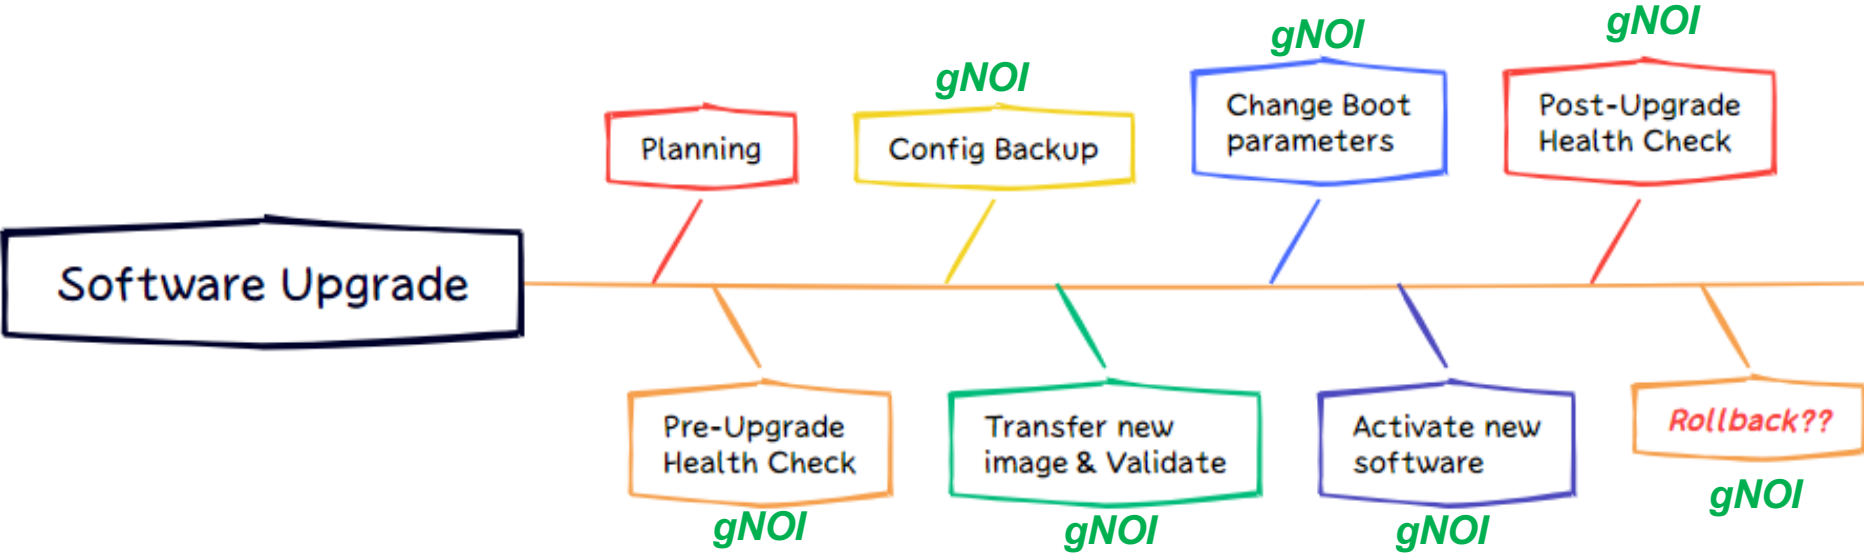 gNOI
gNOI
gNOI
Planning
Config Backup
Change Boot
parameters
Post-Upgrade
Health Check
Software Upgrade
Pre-Upgrade
Health Check
Transfer new
image & Validate
Activate new
software
Rollback??
gNOI
gNOI
gNOI
gNOI